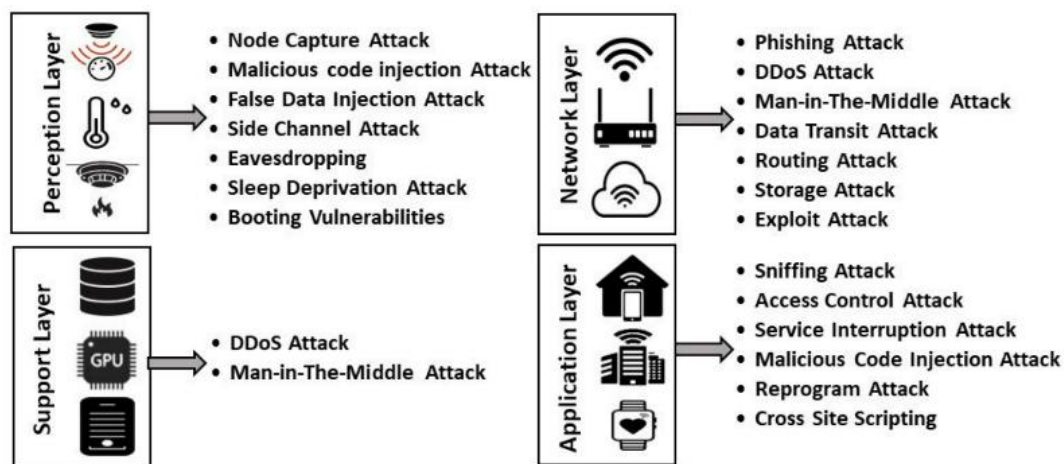 Perception Layer
• Node Capture Attack
• Malicious code injection Attack
• False Data Injection Attack
• Side Channel Attack
• Eavesdropping
• Sleep Deprivation Attack
• Booting Vulnerabilities
Network Layer
• Phishing Attack
• DDoS Attack
• Man-in-The-Middle Attack
• Data Transit Attack
• Routing Attack
• Storage Attack
• Exploit Attack
Support Layer
GPU
• DDoS Attack
• Man-in-The-Middle Attack
Application Layer
• Sniffing Attack
• Access Control Attack
• Service Interruption Attack
• Malicious Code Injection Attack
• Reprogram Attack
• Cross Site Scripting